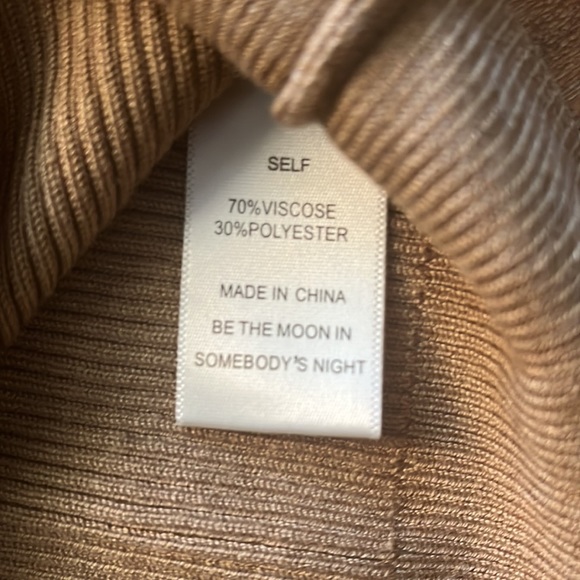 SELF
70%VISCOSE
30%POLYESTER
MADE IN CHINA
BE THE MOON IN
SOMEBODY'S NIGHT